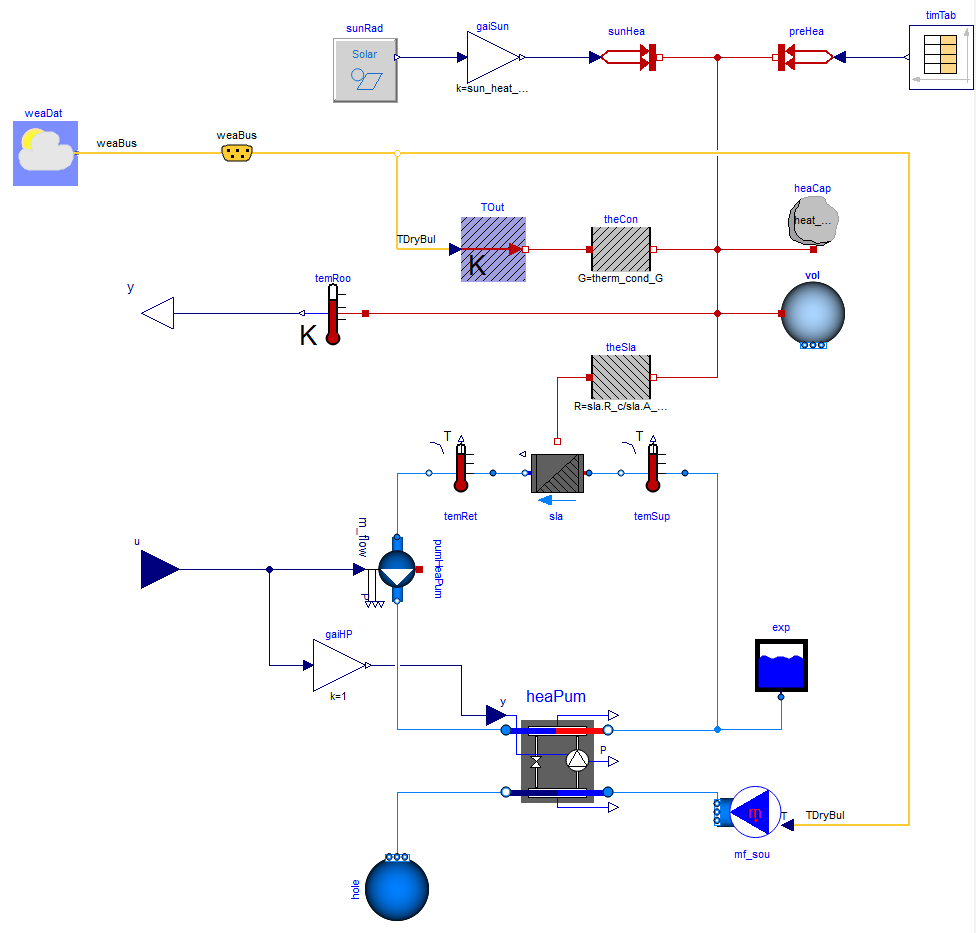 timTab
sunRad
gaiSun
sunHea
preHea
Solar
k=sun_heat_...
weaDat
weaBus
weaBus
heaCap
TOut
theCon
heat_...
TDryBul
K
G=therm_cond_G
vol
temRoo
y
K
theSla
R=sla.R_c/sla.A_...
T
T
temRet
sla
temSup
m_flow
pumHeaPum
u
P
gaiHP
exp
k=1
heaPum
y
P
m
T
TDryBul
mf_sou
hole